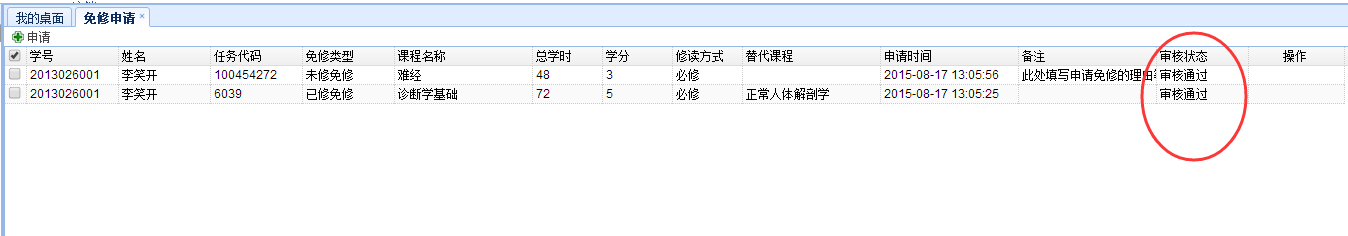 我的桌面 免修申请 ×
申请
学号 姓名 任务代码 免修类型 课程名称 总学时 学分 修读方式 替代课程 申请时间 备注 审核状态 操作
2013026001 李笑开 100454272 未修免修 难经 48 3 必修 2015-08-17 13:05:56 此处填写申请免修的理由 审核通过
2013026001 李笑开 6039 已修免修 诊断学基础 72 5 必修 正常人体解剖学 2015-08-17 13:05:25 审核通过